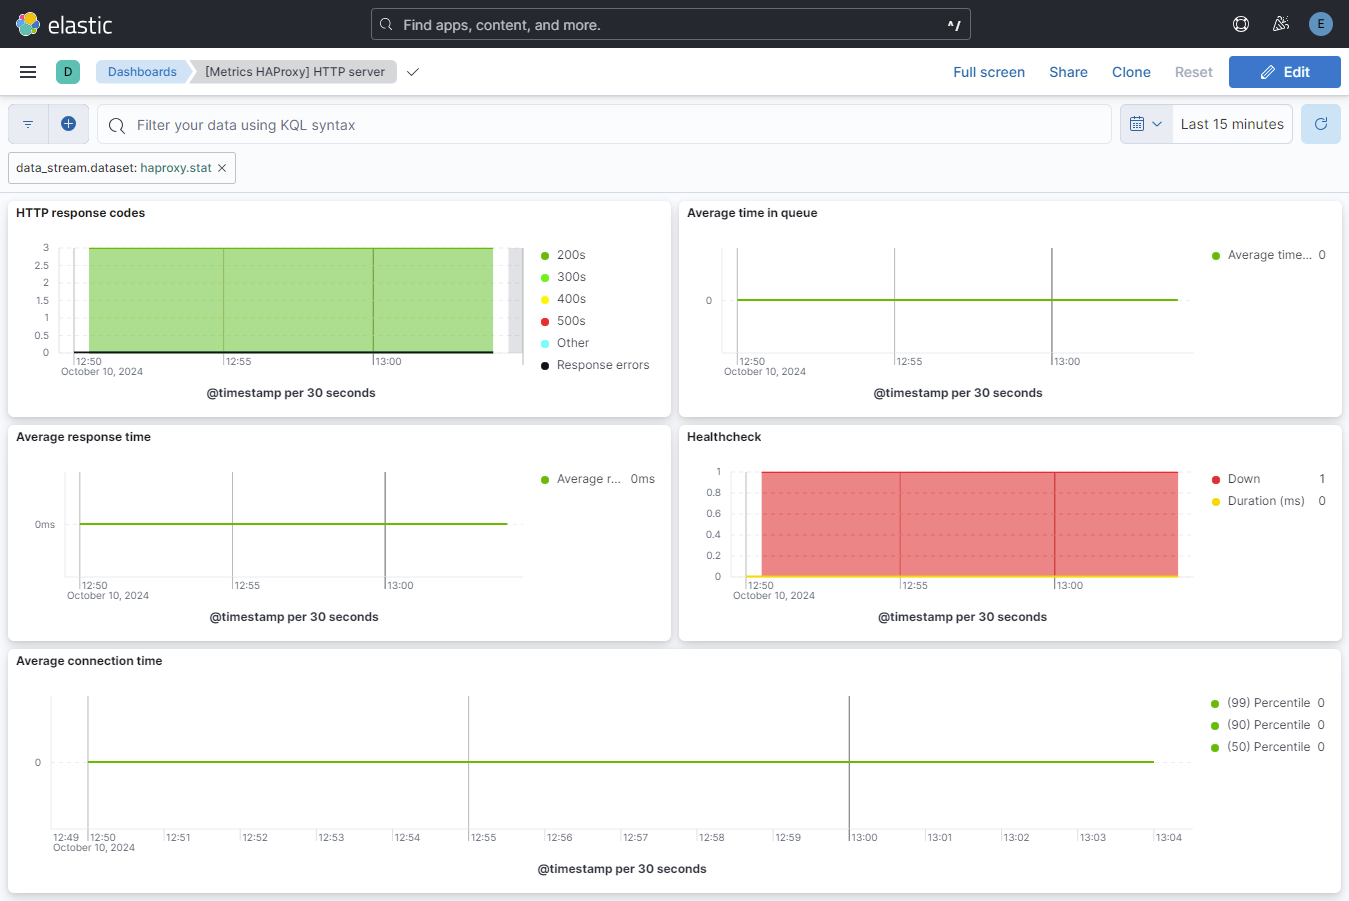 elastic
Find apps, content, and more.
^/
E
D
Dashboards
[Metrics HAProxy] HTTP server
Full screen
Share
Clone
Reset
Edit
Filter your data using KQL syntax
Last 15 minutes
data_stream.dataset: haproxy.stat
HTTP response codes
3
2.5
2
1.5
1
0.5
0
12:50
12:55
13:00
October 10, 2024
@timestamp per 30 seconds
200s
300s
400s
500s
Other
Response errors
Average time in queue
0
12:50
12:55
13:00
October 10, 2024
@timestamp per 30 seconds
Average time... 0
Average response time
0ms
12:50
12:55
13:00
October 10, 2024
@timestamp per 30 seconds
Average r... 0ms
Healthcheck
1
0.8
0.6
0.4
0.2
0
12:50
12:55
13:00
October 10, 2024
@timestamp per 30 seconds
Down 1
Duration (ms) 0
Average connection time
0
12:49 12:50 12:51 12:52 12:53 12:54 12:55 12:56 12:57 12:58 12:59 13:00 13:01 13:02 13:03 13:04
October 10, 2024
@timestamp per 30 seconds
(99) Percentile 0
(90) Percentile 0
(50) Percentile 0